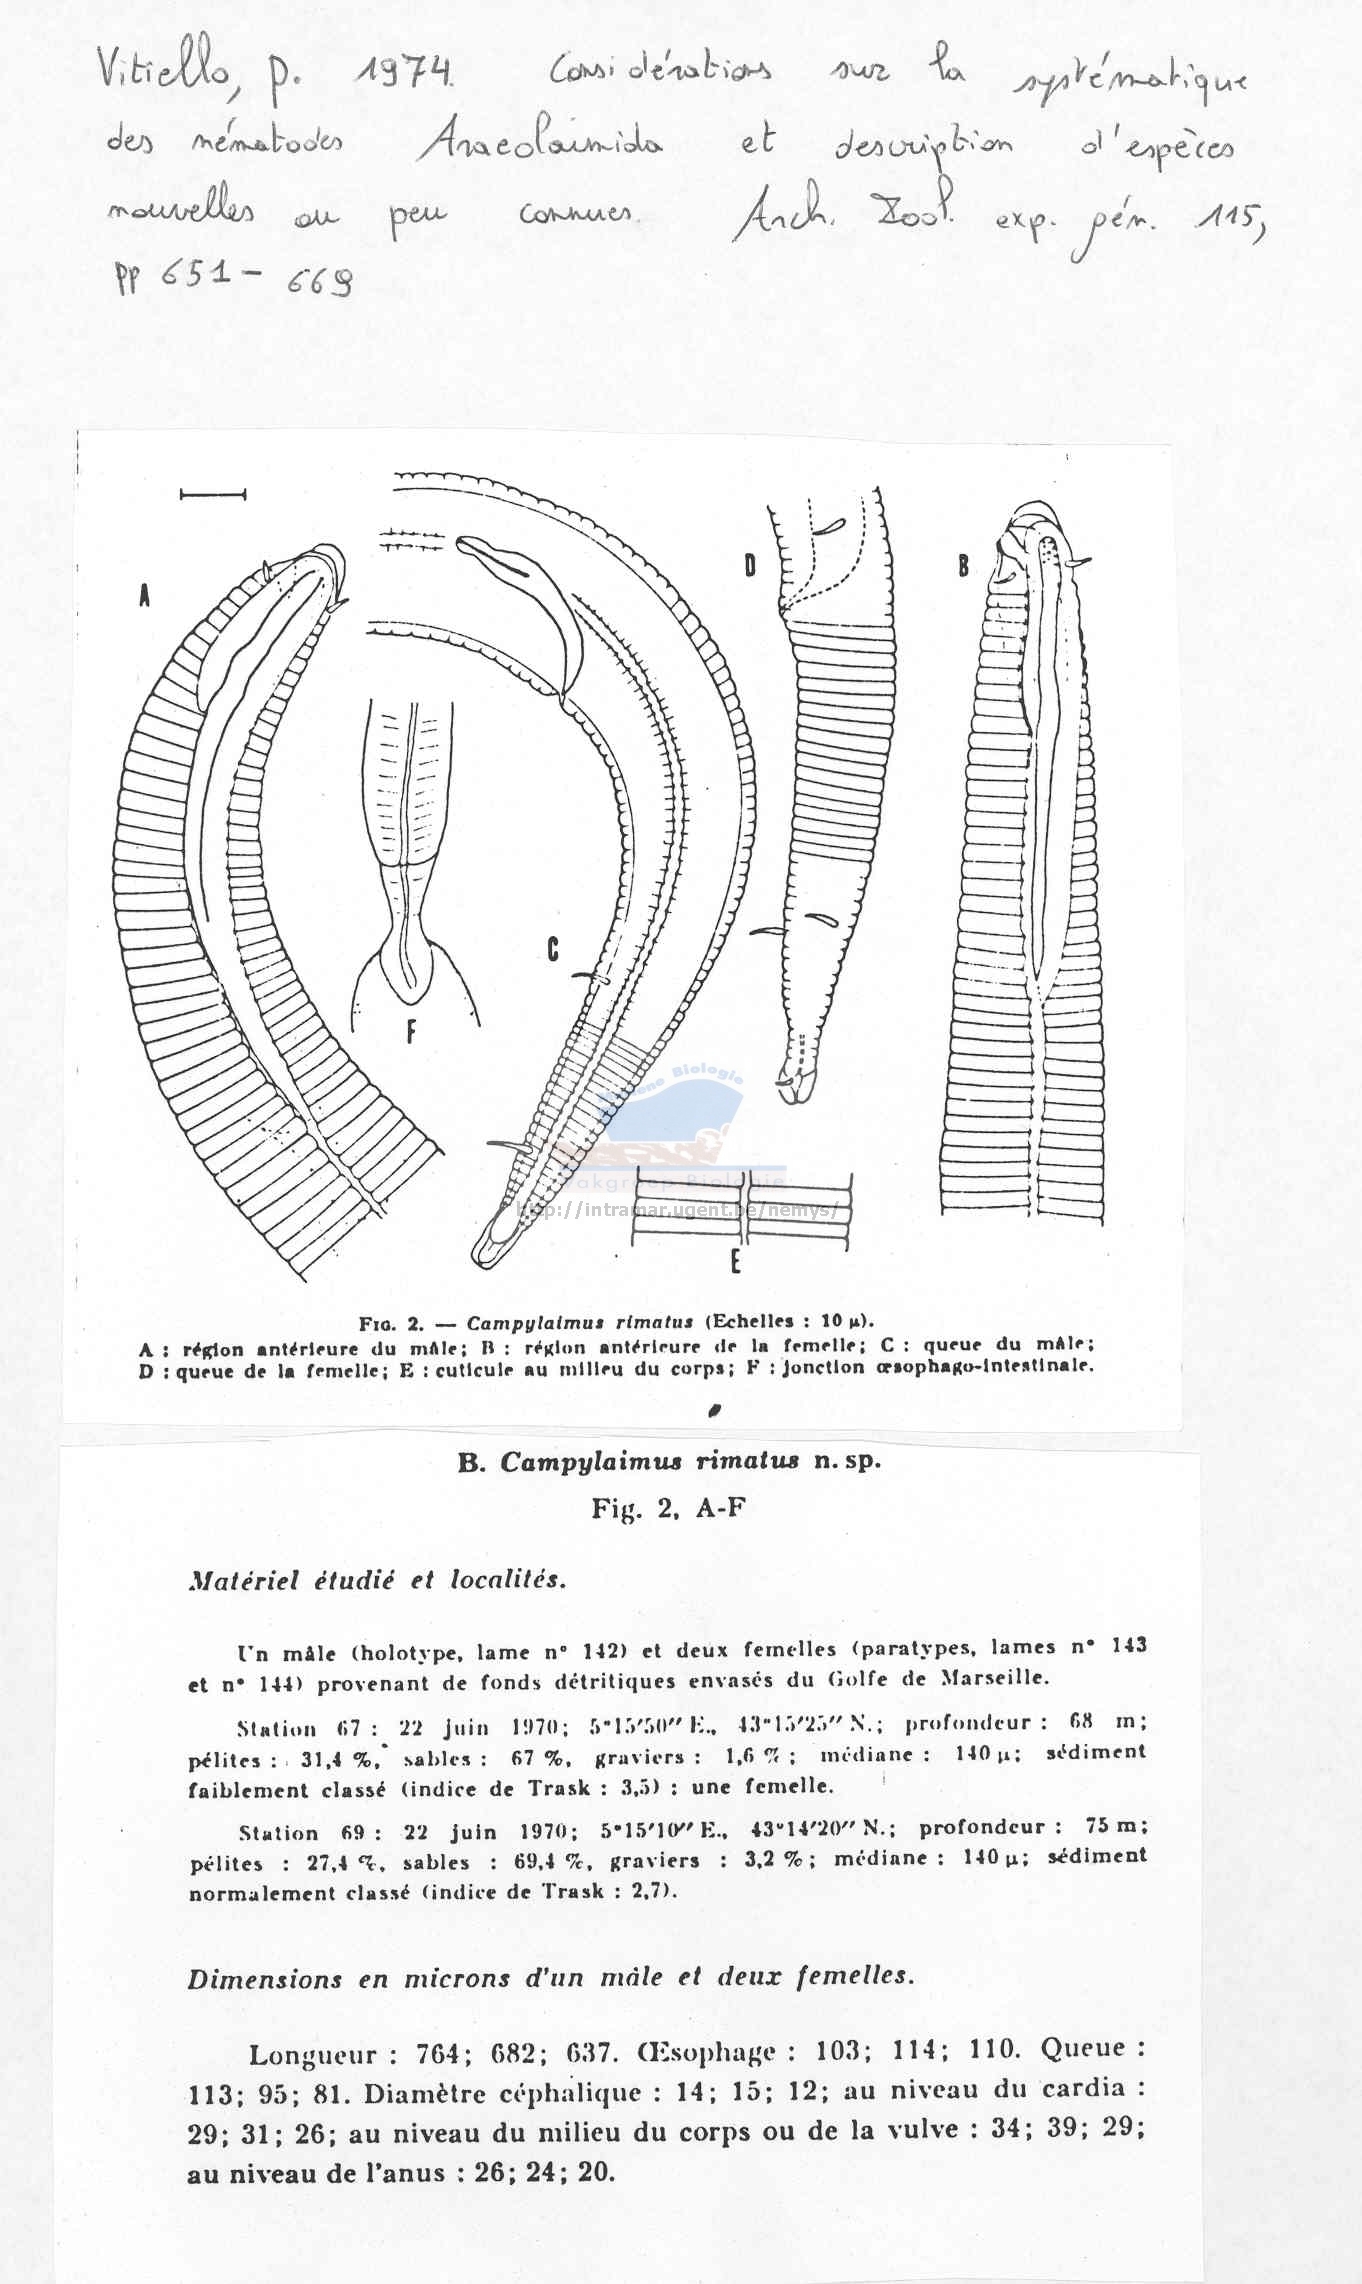 Vitiello, P. 1974. Considérations sur la systématique
des nématodes Araeolaimida et description d'espèces
nouvelles ou peu connues. Arch. Zool. exp. gén. 115,
pp 651-669
A
D
B
C
F
Biologie
Vakgroep Biologie
http://intramar.ugent.be/nemys/
E
FIG. 2. — Campylaimus rimatus (Echelles : 10 µ).
A : région antérieure du mâle; B : région antérieure de la femelle; C : queue du mâle;
D : queue de la femelle; E : cuticule au milieu du corps; F : jonction œsophago-intestinale.
B. Campylaimus rimatus n. sp.
Fig. 2, A-F
Matériel étudié et localités.
Un mâle (holotype, lame n° 142) et deux femelles (paratypes, lames n° 143
et n° 144) provenant de fonds détritiques envasés du Golfe de Marseille.
Station 67 : 22 juin 1970; 5°15′50″ E., 43°15′25″ N.; profondeur : 68 m;
pélites : 31,4 %, sables : 67 %, graviers : 1,6 % ; médiane : 140 µ; sédiment
faiblement classé (indice de Trask : 3,5) : une femelle.
Station 69 : 22 juin 1970; 5°15′10″ E., 43°14′20″ N.; profondeur : 75 m;
pélites : 27,4 %, sables : 69,4 %, graviers : 3,2 % ; médiane : 140 µ; sédiment
normalement classé (indice de Trask : 2,7).
Dimensions en microns d'un mâle et deux femelles.
Longueur : 764; 682; 637. Œsophage : 103; 114; 110. Queue :
113; 95; 81. Diamètre céphalique : 14; 15; 12; au niveau du cardia :
29; 31; 26; au niveau du milieu du corps ou de la vulve : 34; 39; 29;
au niveau de l'anus : 26; 24; 20.